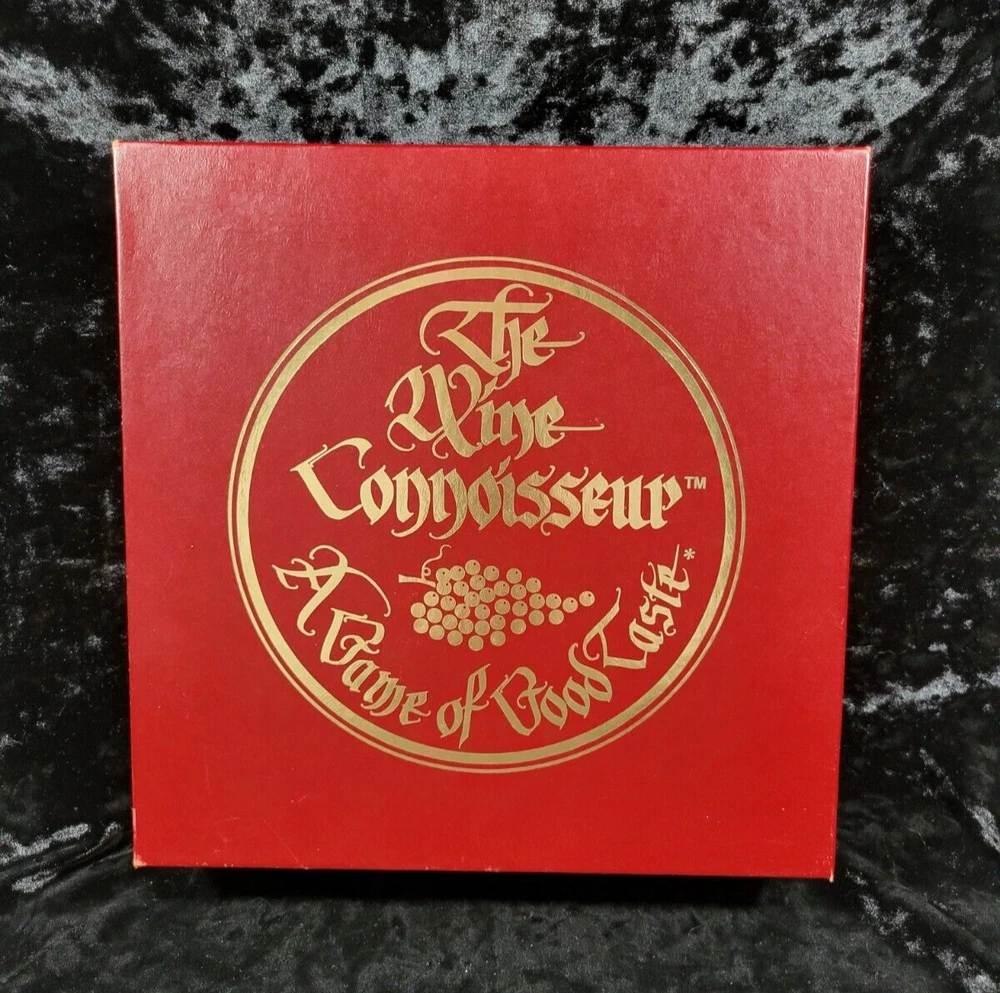 The
Wine
Connoisseur™
A Game of Good Taste*